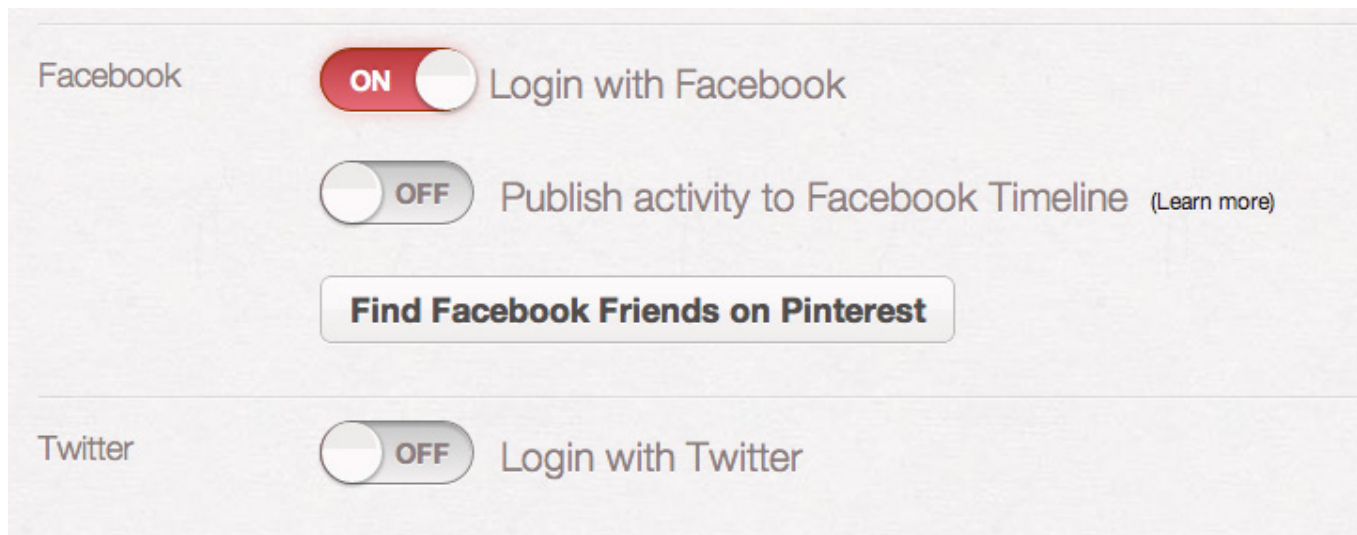 Facebook ON Login with Facebook
OFF Publish activity to Facebook Timeline (Learn more)
Find Facebook Friends on Pinterest
Twitter OFF Login with Twitter